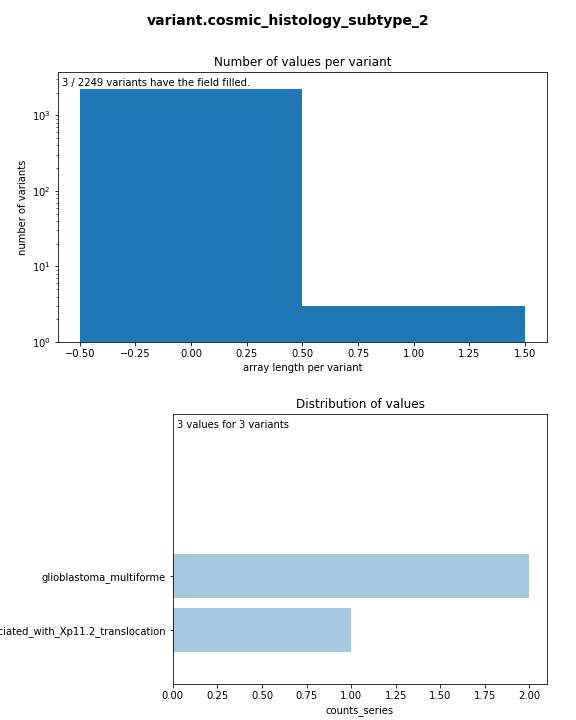 variant.cosmic_histology_subtype_2
Number of values per variant
3 / 2249 variants have the field filled.
number of variants
10³
10²
10¹
10⁰
−0.50
−0.25
0.00
0.25
0.50
0.75
1.00
1.25
1.50
array length per variant
Distribution of values
3 values for 3 variants
glioblastoma_multiforme
ciated_with_Xp11.2_translocation
0.00
0.25
0.50
0.75
1.00
1.25
1.50
1.75
2.00
counts_series